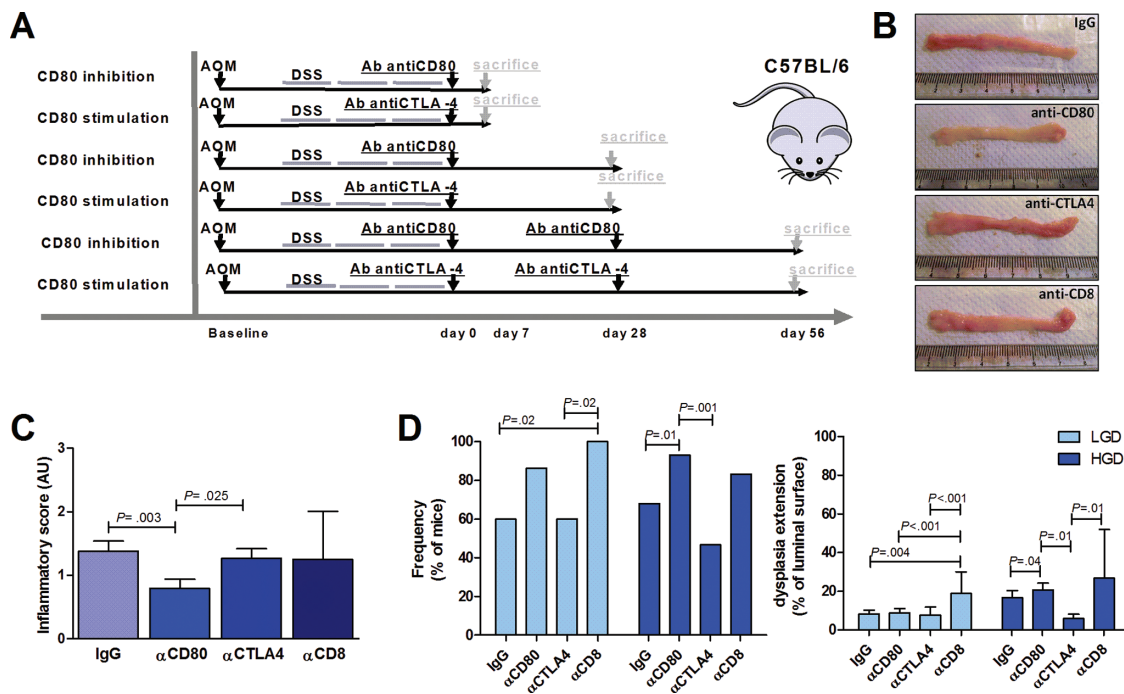 A
CD80 inhibition AOM DSS Ab antiCD80 sacrifice
CD80 stimulation AOM DSS Ab antiCTLA-4 sacrifice
CD80 inhibition AOM DSS Ab antiCD80 sacrifice
CD80 stimulation AOM DSS Ab antiCTLA -4 sacrifice
CD80 inhibition AOM DSS Ab antiCD80 Ab antiCD80 sacrifice
CD80 stimulation AOM DSS Ab antiCTLA -4 Ab antiCTLA -4 sacrifice
Baseline day 0 day 7 day 28 day 56
C57BL/6
B
IgG
anti-CD80
anti-CTLA4
anti-CD8
C
Inflammatory score (AU)
3
2
1
0
P= .003
P= .025
IgG αCD80 αCTLA4 αCD8
D
Frequency
(% of mice)
100
80
60
40
20
0
P=.02
P=.02
P=.01
P=.001
IgG αCD80 αCTLA4 αCD8 IgG αCD80 αCTLA4 αCD8
dysplasia extension
(% of luminal surface)
100
80
60
40
20
0
LGD
HGD
P<.001
P<.001
P=.004
P=.01
P=.01
P=.04
IgG αCD80 αCTLA4 αCD8 IgG αCD80 αCTLA4 αCD8